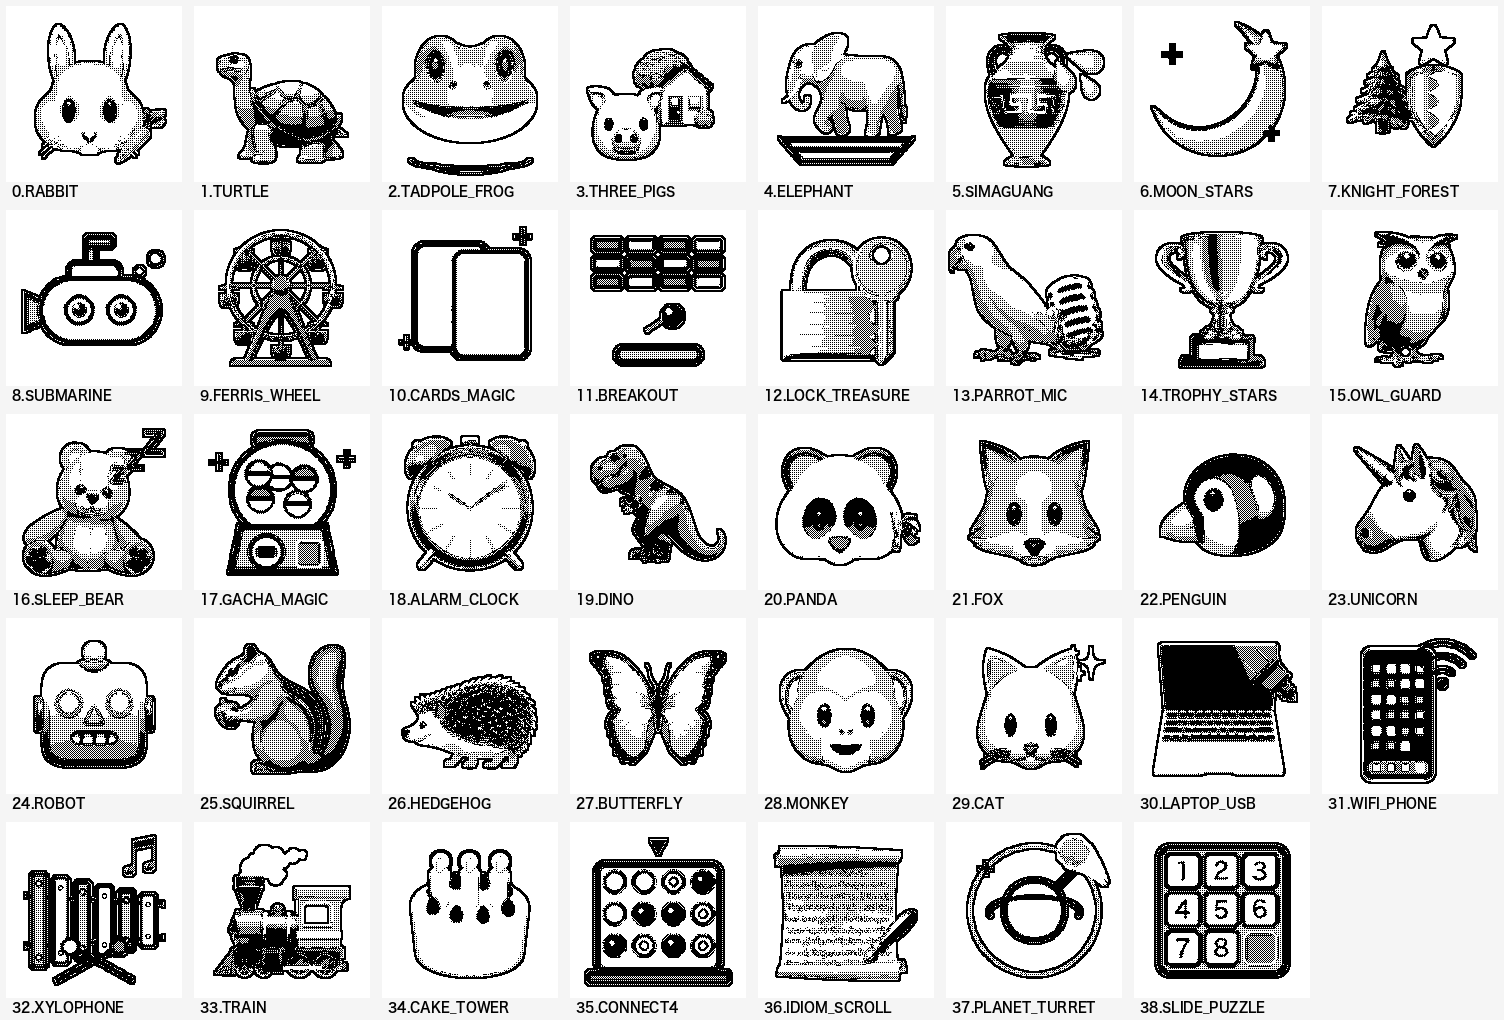 0.RABBIT
1.TURTLE
2.TADPOLE_FROG
3.THREE_PIGS
4.ELEPHANT
5.SIMAGUANG
6.MOON_STARS
7.KNIGHT_FOREST
8.SUBMARINE
9.FERRIS_WHEEL
10.CARDS_MAGIC
11.BREAKOUT
12.LOCK_TREASURE
13.PARROT_MIC
14.TROPHY_STARS
15.OWL_GUARD
Z
Z
Z
16.SLEEP_BEAR
17.GACHA_MAGIC
18.ALARM_CLOCK
19.DINO
20.PANDA
21.FOX
22.PENGUIN
23.UNICORN
24.ROBOT
25.SQUIRREL
26.HEDGEHOG
27.BUTTERFLY
28.MONKEY
29.CAT
30.LAPTOP_USB
31.WIFI_PHONE
1 2 3
4 5 6
7 8
32.XYLOPHONE
33.TRAIN
34.CAKE_TOWER
35.CONNECT4
36.IDIOM_SCROLL
37.PLANET_TURRET
38.SLIDE_PUZZLE